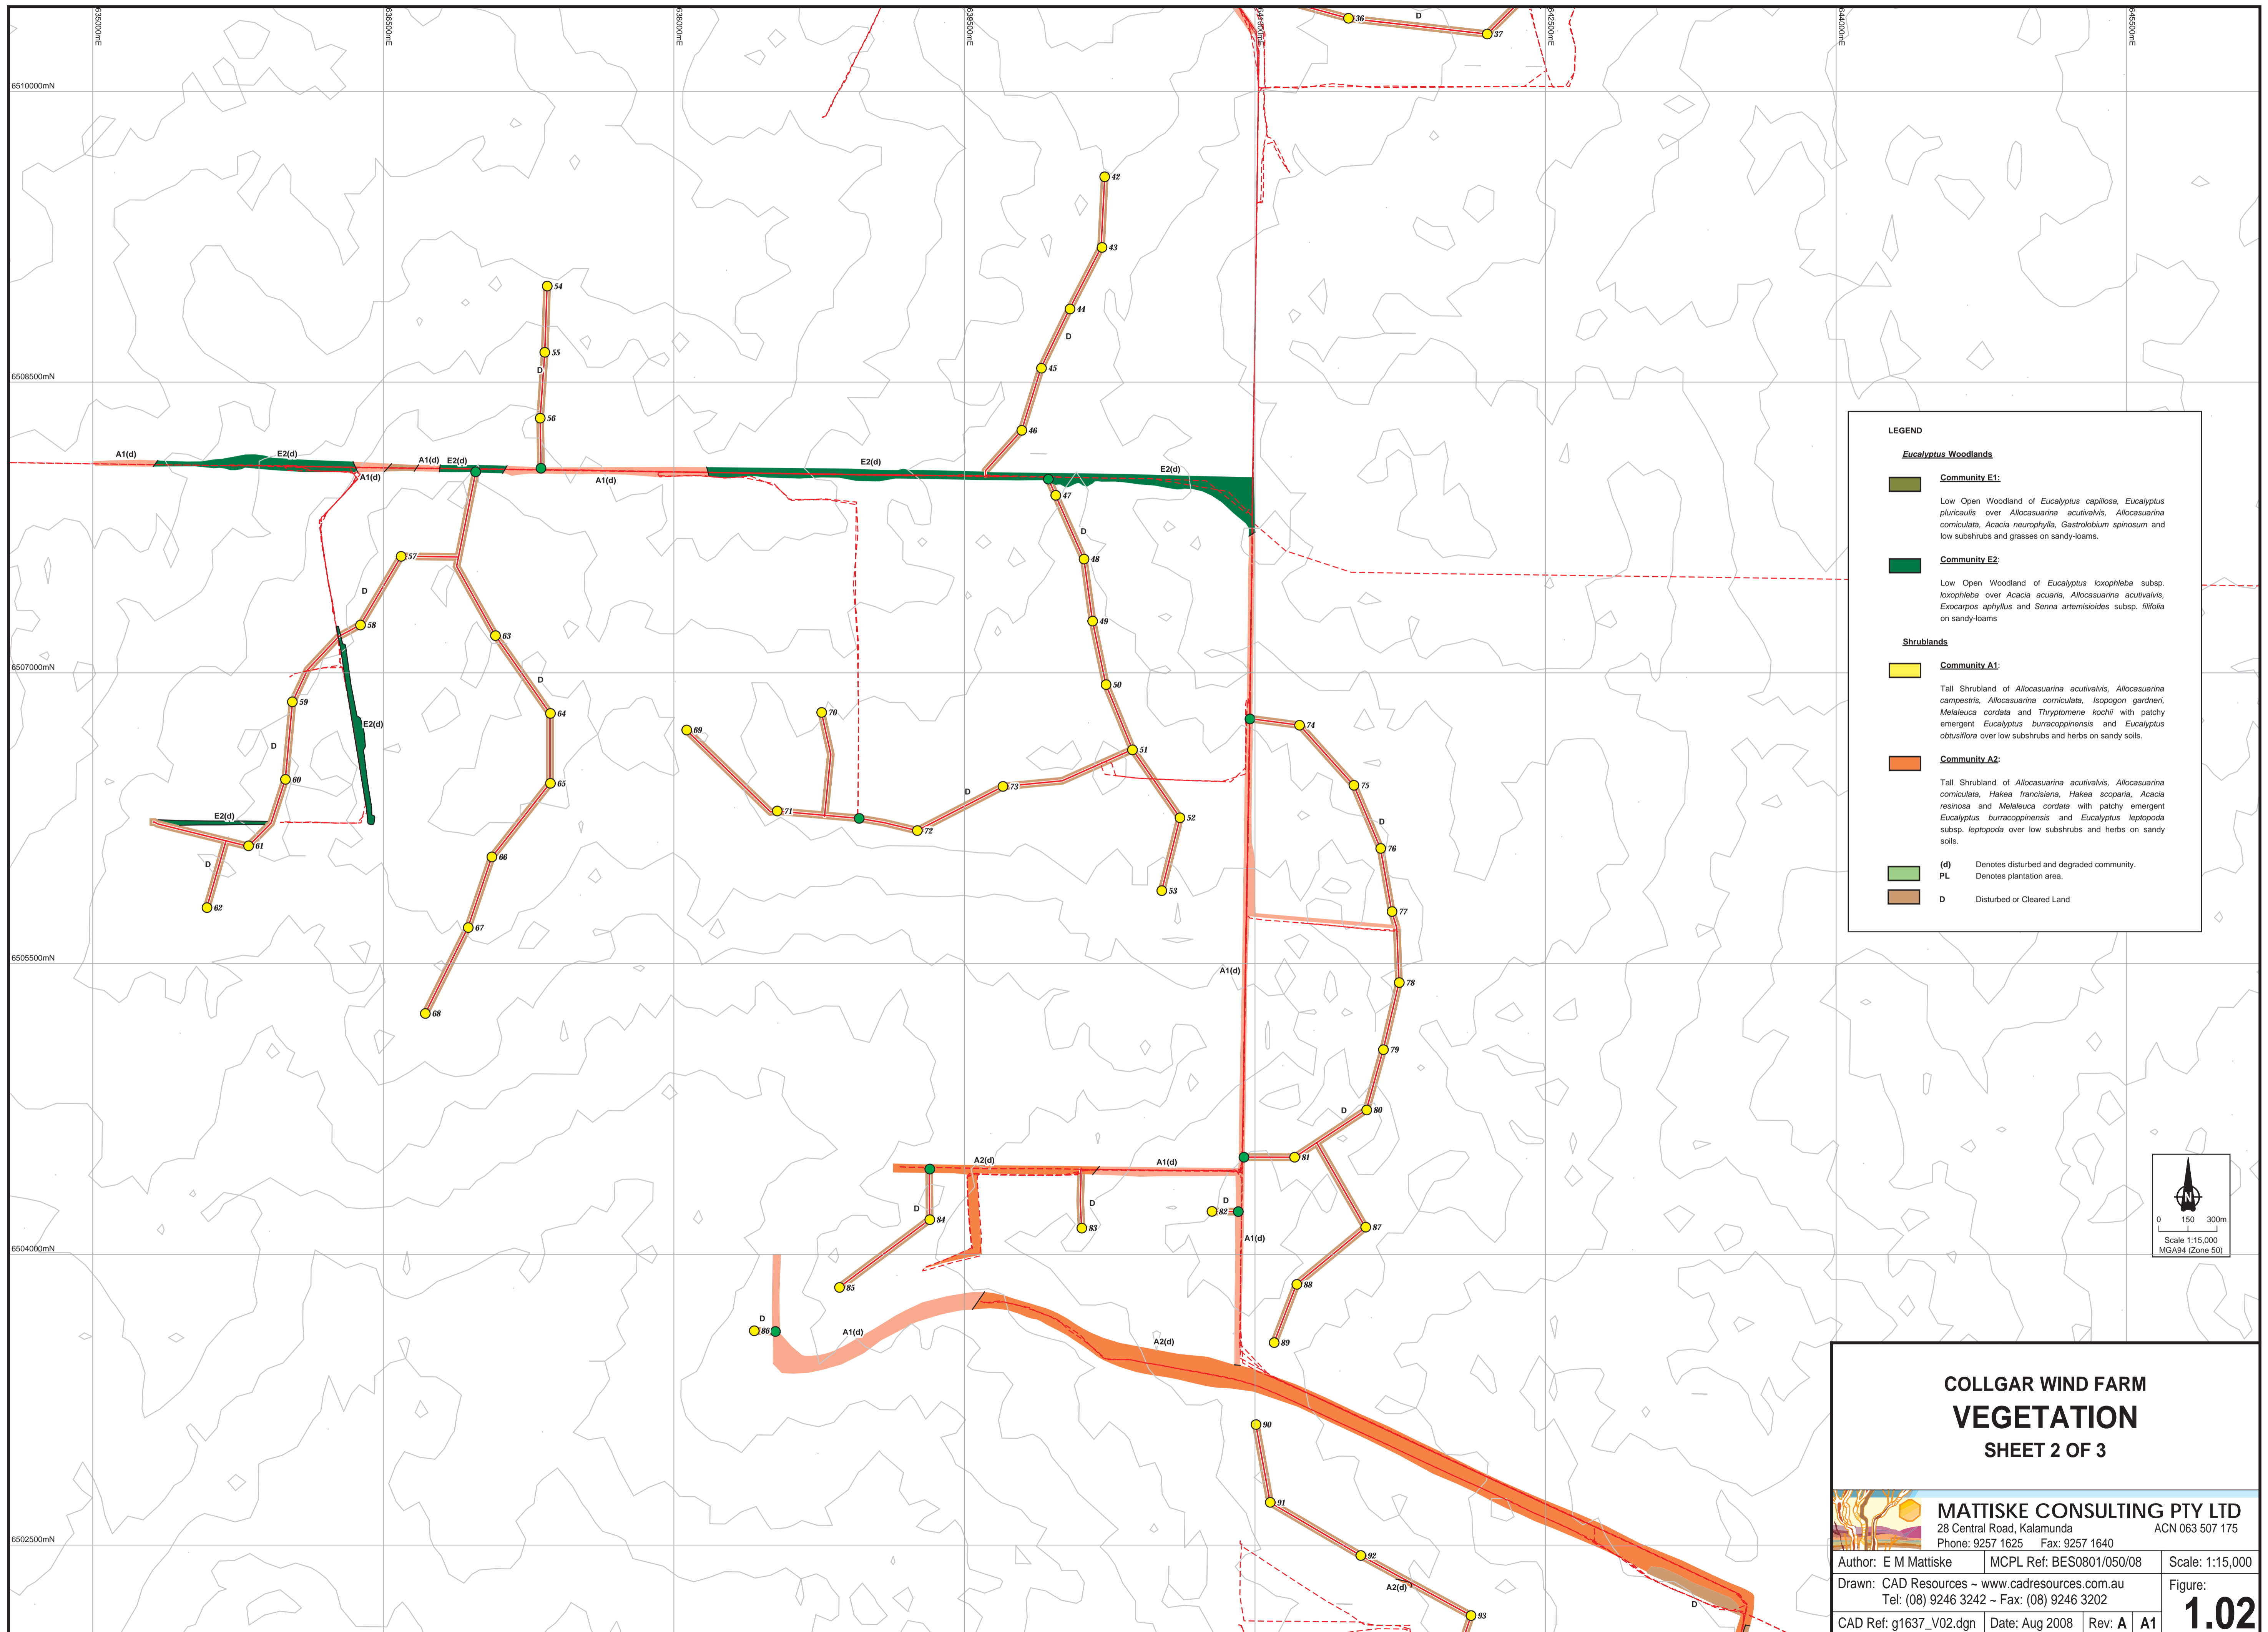 635000mE
636500mE
638000mE
639500mE
641000mE
642500mE
644000mE
645500mE
6510000mN
6508500mN
6507000mN
6505500mN
6504000mN
6502500mN
36
D
37
42
43
44
D
45
46
54
55
D
56
A1(d)
E2(d)
A1(d)
A1(d)
E2(d)
A1(d)
E2(d)
E2(d)
47
D
48
49
50
51
52
53
57
D
58
59
D
60
E2(d)
E2(d)
61
D
62
63
D
64
65
66
67
68
69
70
71
72
D
73
74
75
D
76
77
78
79
80
D
81
A1(d)
A2(d)
A1(d)
D
82
D
83
D
84
85
D
86
A1(d)
A1(d)
A2(d)
87
88
89
90
91
92
A2(d)
93
D
LEGEND
Eucalyptus Woodlands
Community E1:
Low Open Woodland of Eucalyptus capillosa, Eucalyptus
pluricaulis over Allocasuarina acutivalvis, Allocasuarina
corniculata, Acacia neurophylla, Gastrolobium spinosum and
low subshrubs and grasses on sandy-loams.
Community E2:
Low Open Woodland of Eucalyptus loxophleba subsp.
loxophleba over Acacia acuaria, Allocasuarina acutivalvis,
Exocarpos aphyllus and Senna artemisioides subsp. filifolia
on sandy-loams
Shrublands
Community A1:
Tall Shrubland of Allocasuarina acutivalvis, Allocasuarina
campestris, Allocasuarina corniculata, Isopogon gardneri,
Melaleuca cordata and Thryptomene kochii with patchy
emergent Eucalyptus burracoppinensis and Eucalyptus
obtusiflora over low subshrubs and herbs on sandy soils.
Community A2:
Tall Shrubland of Allocasuarina acutivalvis, Allocasuarina
corniculata, Hakea francisiana, Hakea scoparia, Acacia
resinosa and Melaleuca cordata with patchy emergent
Eucalyptus burracoppinensis and Eucalyptus leptopoda
subsp. leptopoda over low subshrubs and herbs on sandy
soils.
(d) Denotes disturbed and degraded community.
PL Denotes plantation area.
D Disturbed or Cleared Land
N
0 150 300m
Scale 1:15,000
MGA94 (Zone 50)
COLLGAR WIND FARM
VEGETATION
SHEET 2 OF 3
MATTISKE CONSULTING PTY LTD
28 Central Road, Kalamunda ACN 063 507 175
Phone: 9257 1625 Fax: 9257 1640
Author: E M Mattiske MCPL Ref: BES0801/050/08 Scale: 1:15,000
Drawn: CAD Resources ~ www.cadresources.com.au
Tel: (08) 9246 3242 ~ Fax: (08) 9246 3202
Figure:
1.02
CAD Ref: g1637_V02.dgn Date: Aug 2008 Rev: A A1